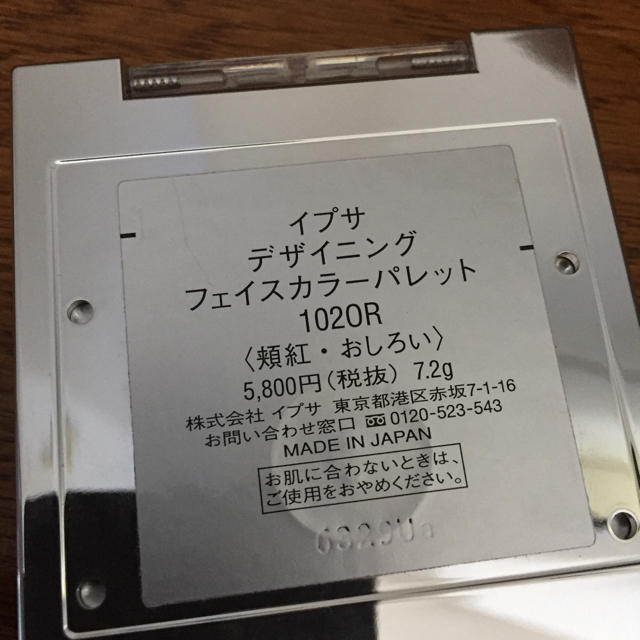 イプサ
デザイニング
フェイスカラーパレット
102OR
〈頬紅・おしろい〉
5,800円(税抜) 7.2g
株式会社 イプサ 東京都港区赤坂7-1-16
お問い合わせ窓口 0120-523-543
MADE IN JAPAN
お肌に合わないときは、
ご使用をおやめください。